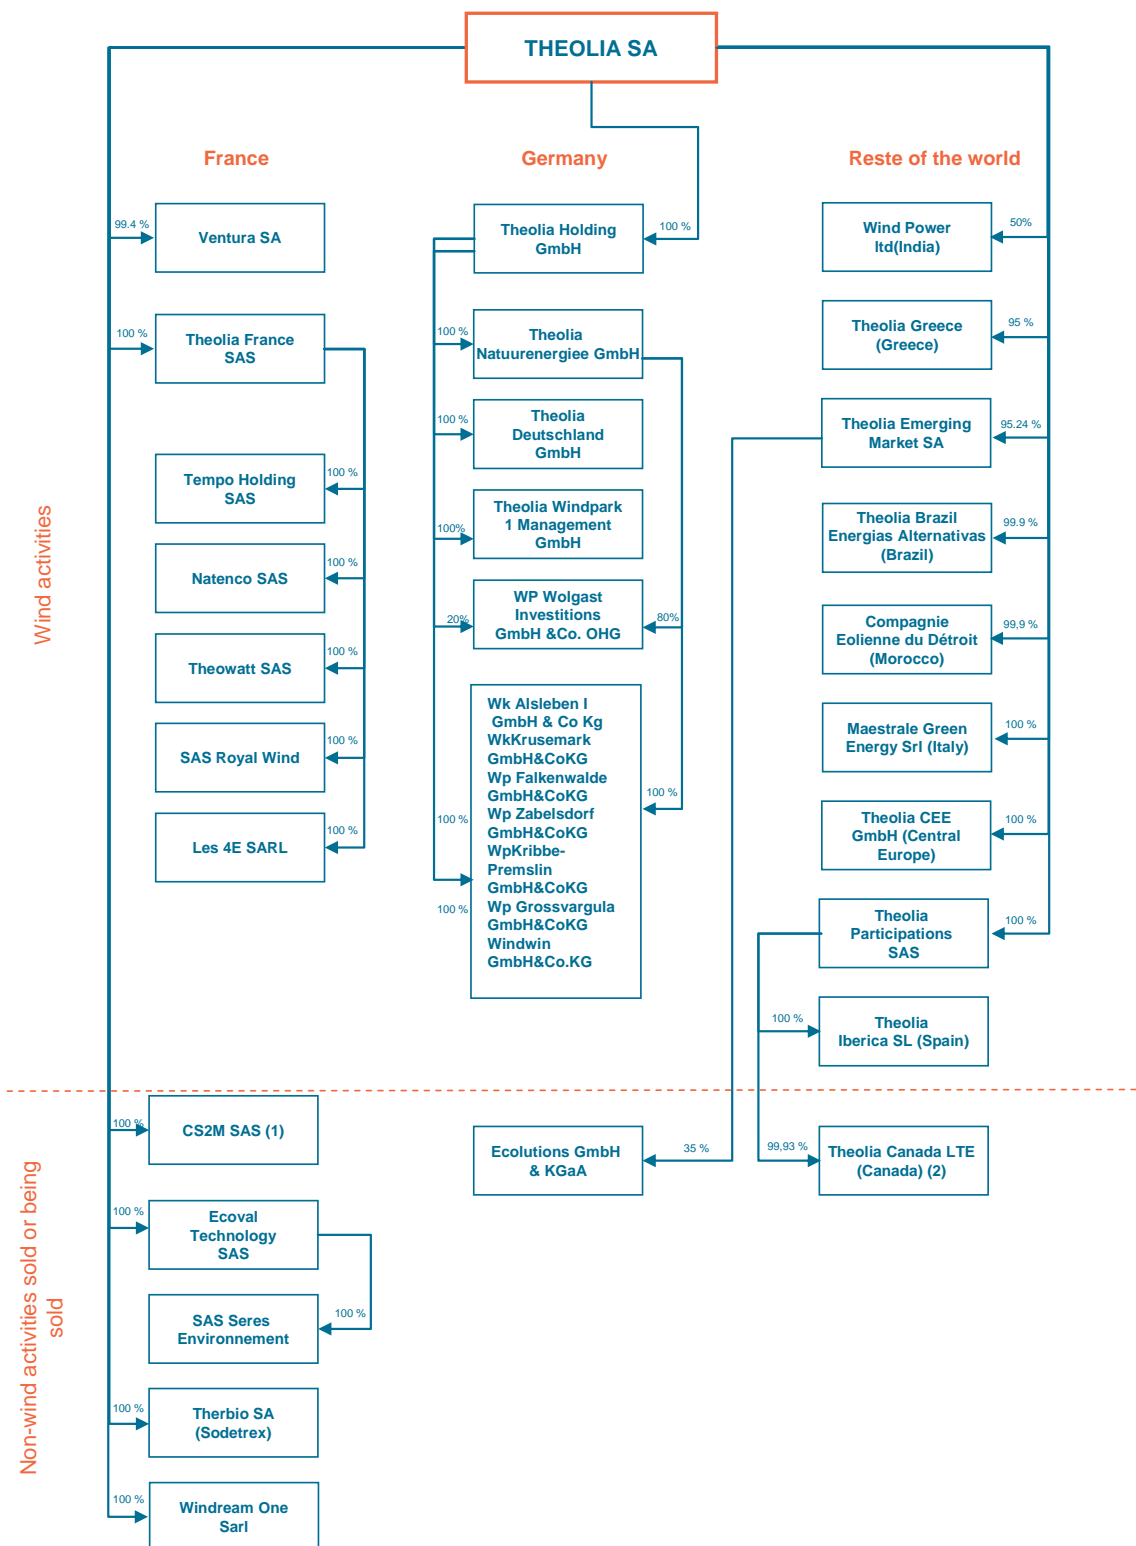 THEOLIA SA
France
Germany
Reste of the world
Wind activities
99.4 %
Ventura SA
100 %
Theolia France
SAS
100 %
Tempo Holding
SAS
100 %
Natenco SAS
100 %
Theowatt SAS
100 %
SAS Royal Wind
100 %
Les 4E SARL
100 %
Theolia Holding
GmbH
100 %
100 %
Theolia
Natuurenergiee GmbH
100 %
Theolia
Deutschland
GmbH
100%
Theolia Windpark
1 Management
GmbH
20%
WP Wolgast
Investitions
GmbH &Co. OHG
80%
Wk Alsleben I
GmbH & Co Kg
WkKrusemark
GmbH&CoKG
Wp Falkenwalde
GmbH&CoKG
Wp Zabelsdorf
GmbH&CoKG
WpKribbe-
Premslin
GmbH&CoKG
Wp Grossvargula
GmbH&CoKG
Windwin
GmbH&Co.KG
100 %
100 %
Wind Power
ltd(India)
50%
Theolia Greece
(Greece)
95 %
Theolia Emerging
Market SA
95.24 %
Theolia Brazil
Energias Alternativas
(Brazil)
99.9 %
Compagnie
Eolienne du Détroit
(Morocco)
99,9 %
Maestrale Green
Energy Srl (Italy)
100 %
Theolia CEE
GmbH (Central
Europe)
100 %
Theolia
Participations
SAS
100 %
100 %
Theolia
Iberica SL (Spain)
Non-wind activities sold or being
sold
100 %
CS2M SAS (1)
100 %
Ecoval
Technology
SAS
SAS Seres
Environnement
100 %
100 %
Therbio SA
(Sodetrex)
100 %
Windream One
Sarl
Ecolutions GmbH
& KGaA
35 %
99,93 %
Theolia Canada LTE
(Canada) (2)